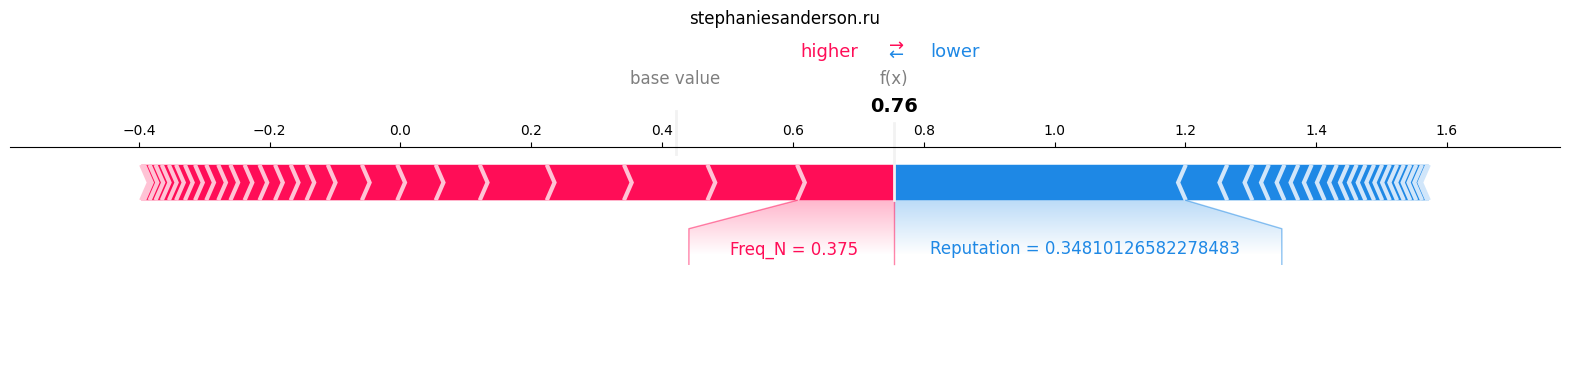 stephaniesanderson.ru
higher ⇄ lower
base value f(x)
0.76
−0.4 −0.2 0.0 0.2 0.4 0.6 0.8 1.0 1.2 1.4 1.6
Freq_N = 0.375 Reputation = 0.34810126582278483